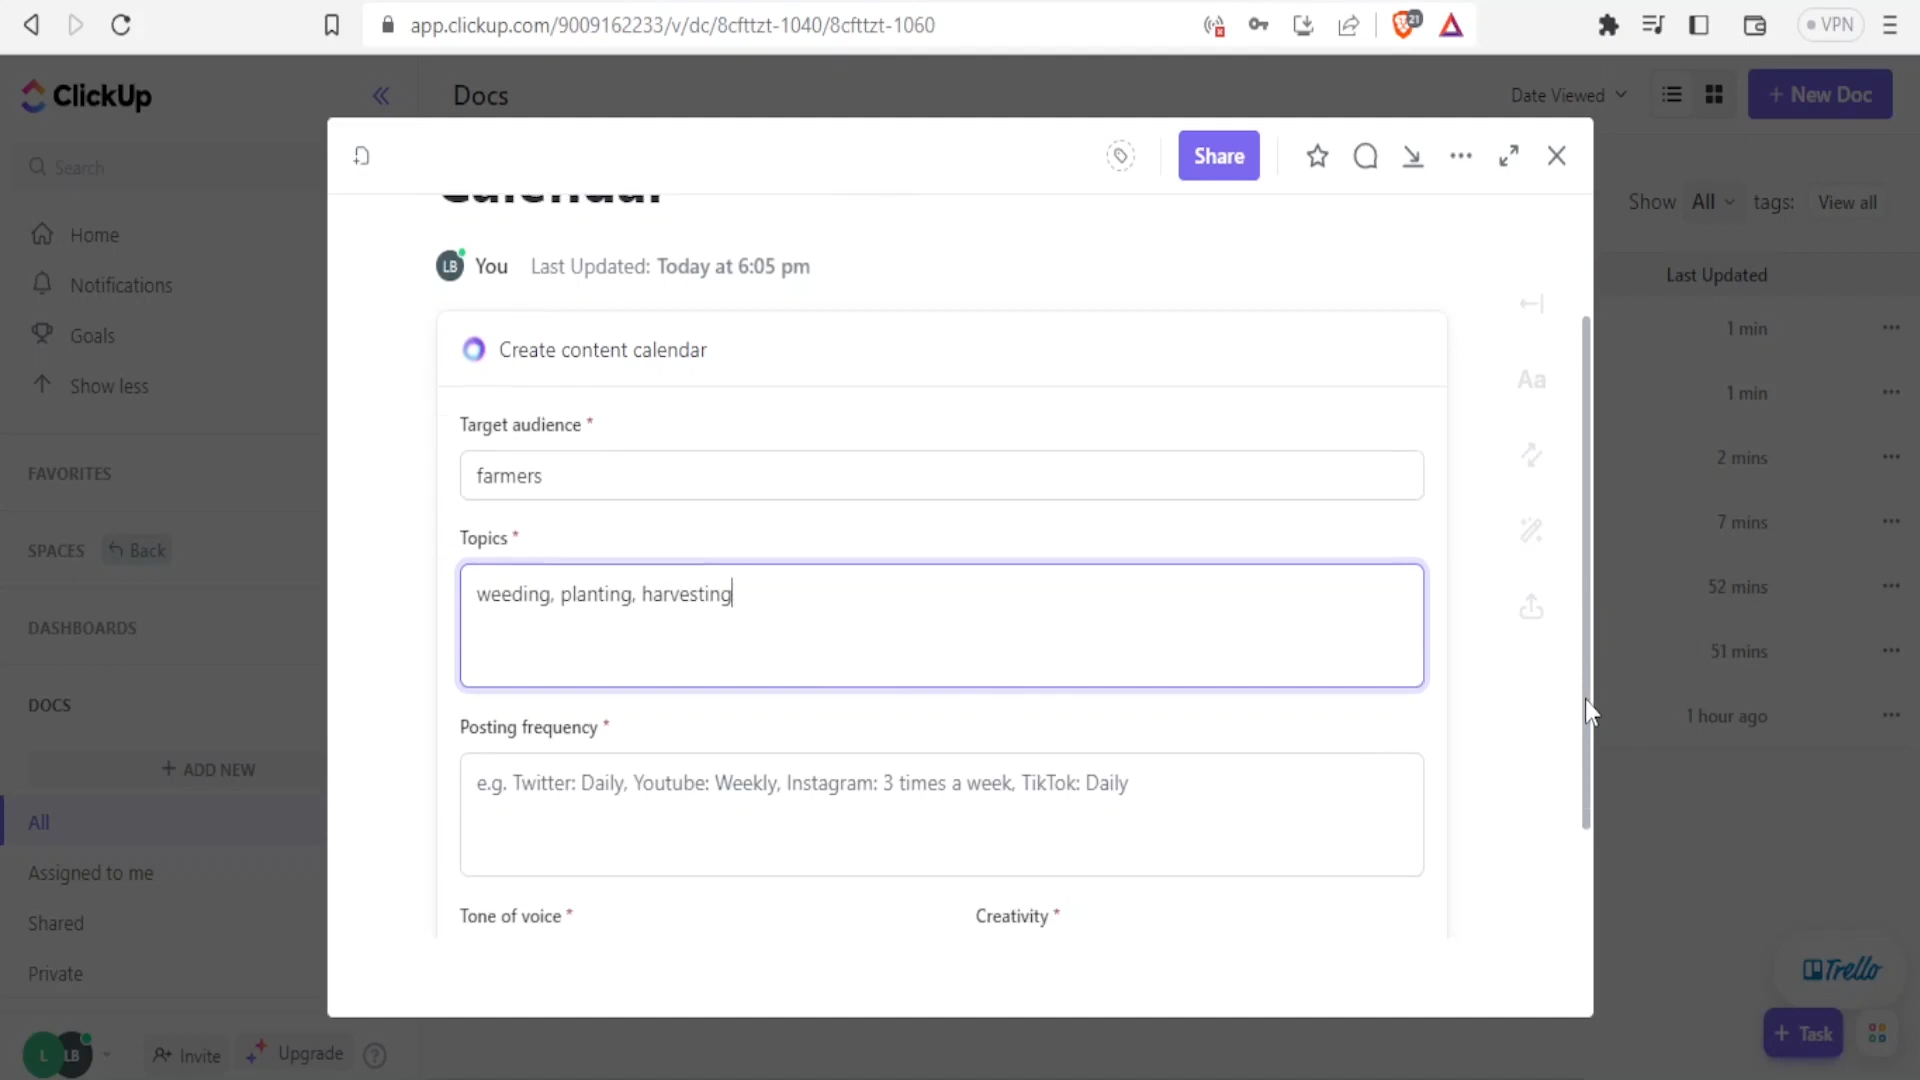 app.clickup.com/9009162233/v/dc/8cfttzt-1040/8cfttzt-1060
21
VPN
ClickUp
Docs
Date Viewed
+ New Doc
Search
Share
Calendar
Show All tags: View all
Home
Notifications
Goals
Show less
LB You Last Updated: Today at 6:05 pm
Last Updated
Create content calendar
1 min
1 min
2 mins
7 mins
52 mins
51 mins
1 hour ago
Target audience *
farmers
Topics *
weeding, planting, harvesting
Posting frequency *
e.g. Twitter: Daily, Youtube: Weekly, Instagram: 3 times a week, TikTok: Daily
Tone of voice *
Creativity *
Aa
FAVORITES
SPACES Back
DASHBOARDS
DOCS
+ ADD NEW
All
Assigned to me
Shared
Private
L LB
Invite
Upgrade
?
Trello
+ Task